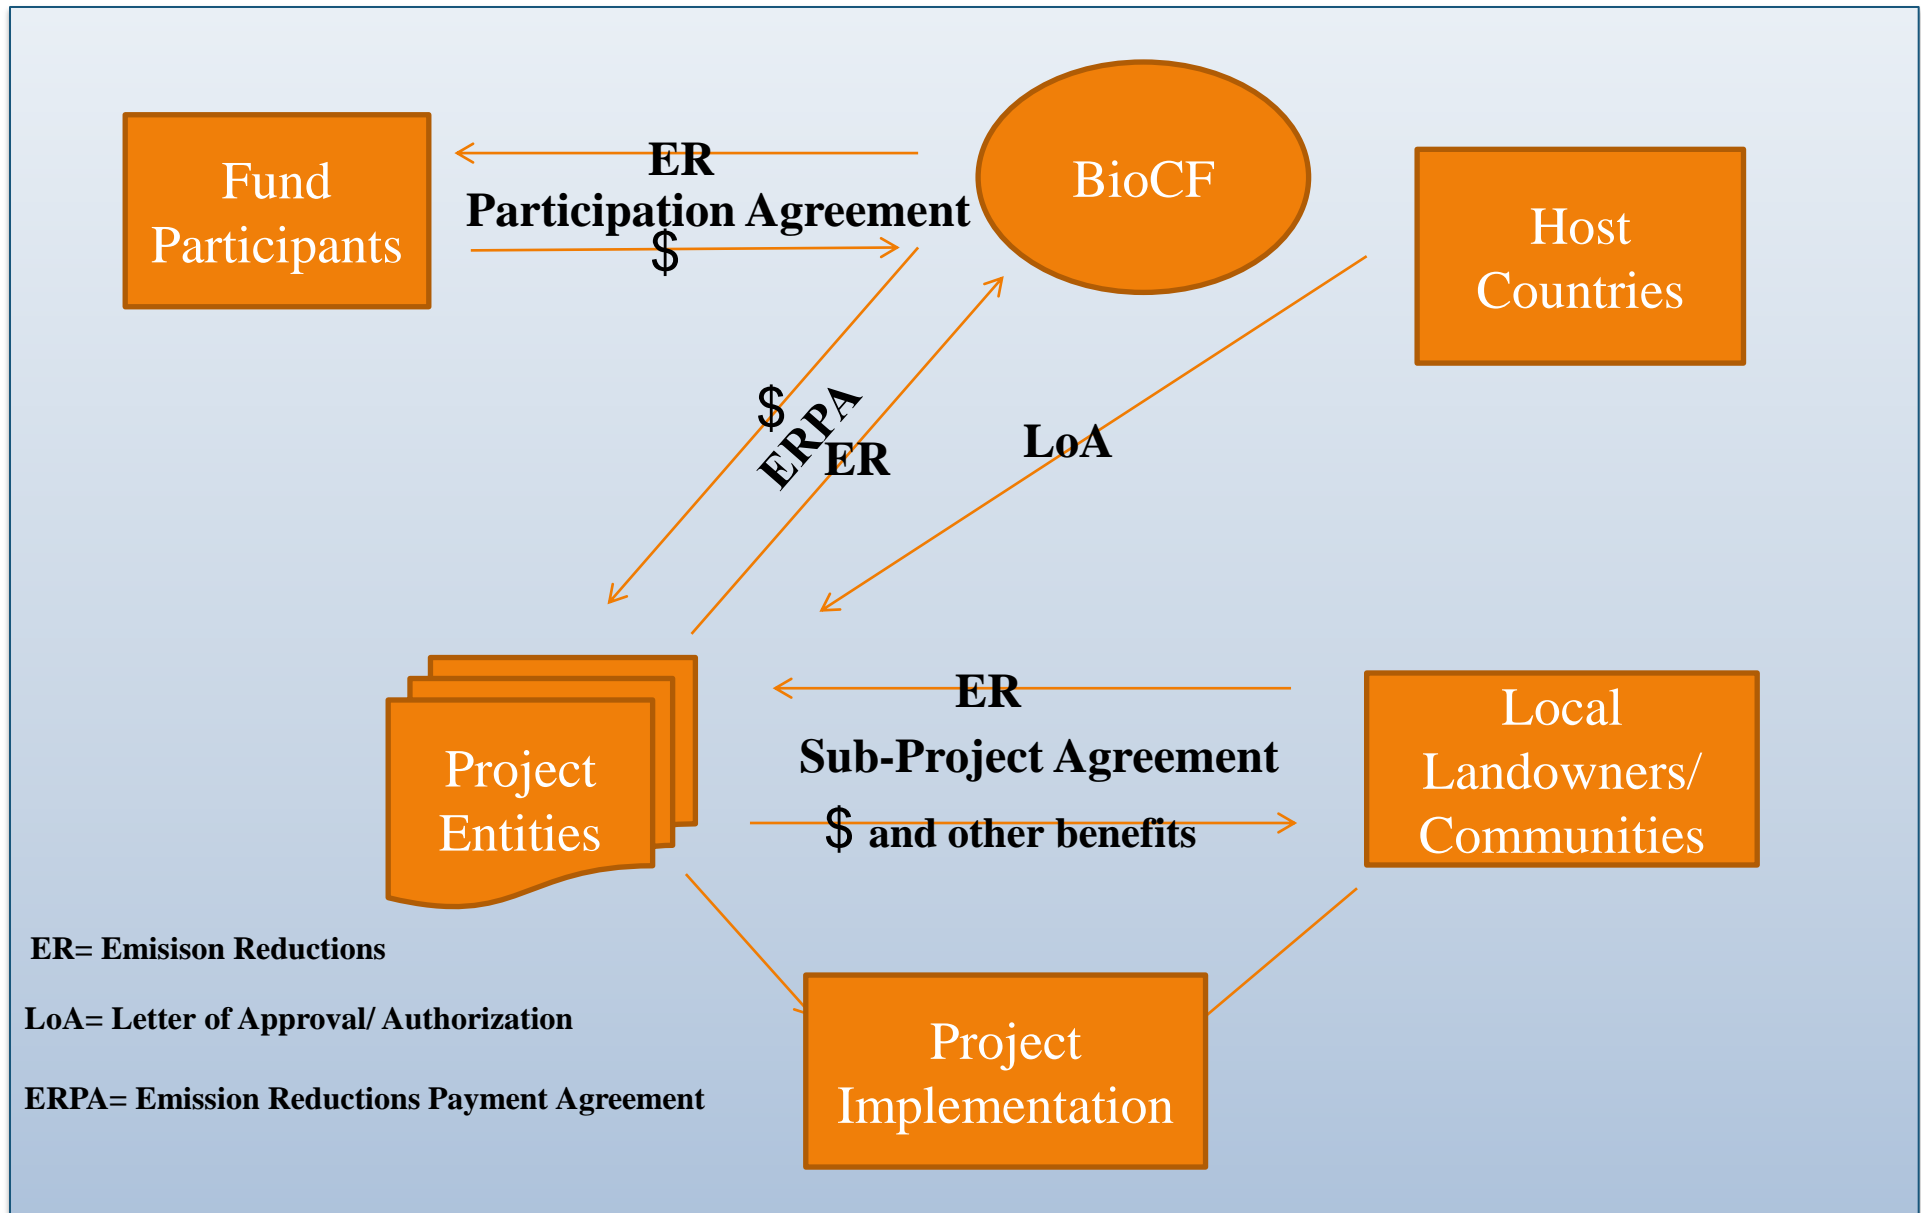 Fund
Participants
ER
Participation Agreement
$
BioCF
Host
Countries
$
ERPA
ER
LoA
Project
Entities
ER
Sub-Project Agreement
$ and other benefits
Local
Landowners/
Communities
ER= Emisison Reductions
LoA= Letter of Approval/ Authorization
ERPA= Emission Reductions Payment Agreement
Project
Implementation